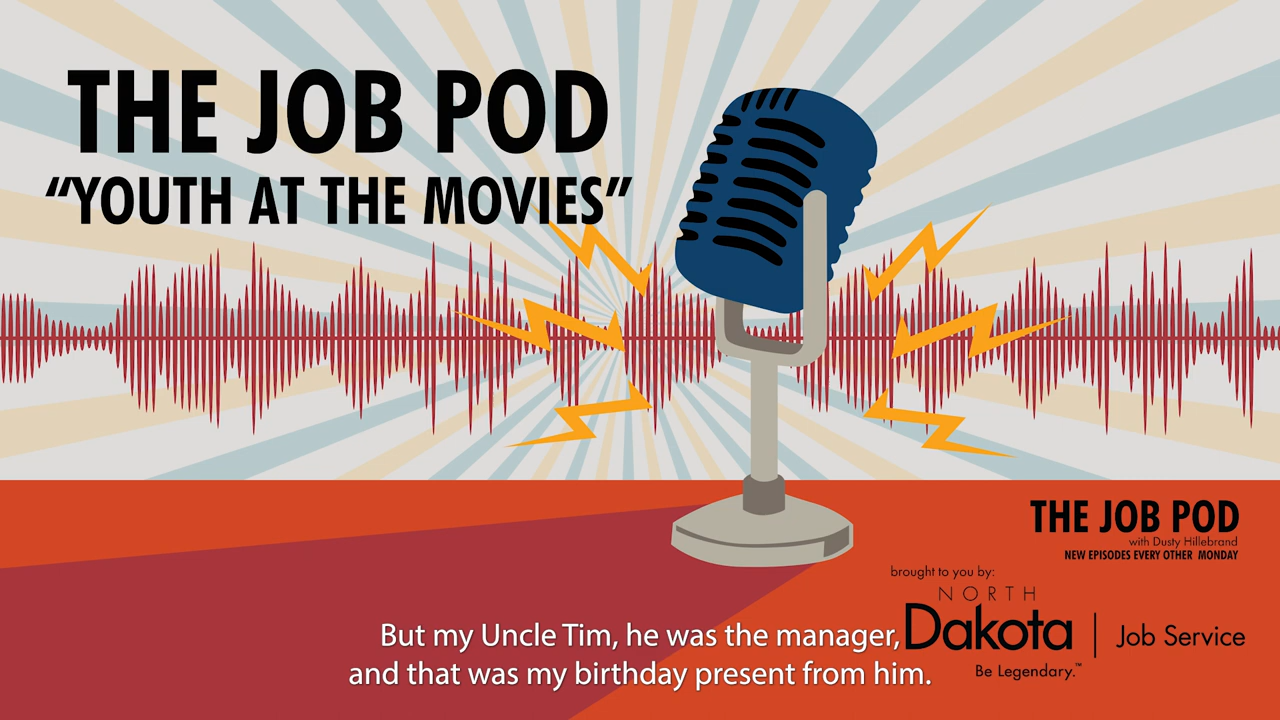 THE JOB POD
“YOUTH AT THE MOVIES”
THE JOB POD
with Dusty Hillebrand
NEW EPISODES EVERY OTHER MONDAY
brought to you by:
NORTH
Dakota | Job Service
Be Legendary.™
But my Uncle Tim, he was the manager,
and that was my birthday present from him.